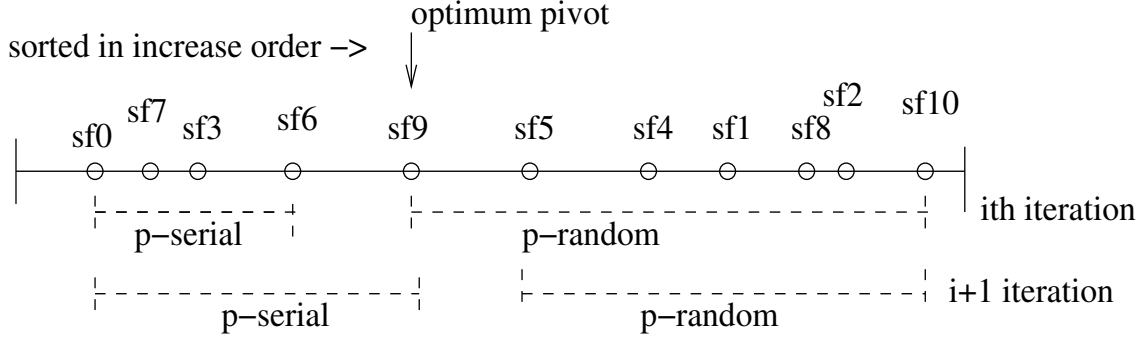 optimum pivot
sorted in increase order −>
sf0 sf7 sf3 sf6 sf9 sf5 sf4 sf1 sf8 sf2 sf10
p−serial p−random ith iteration
p−serial p−random i+1 iteration